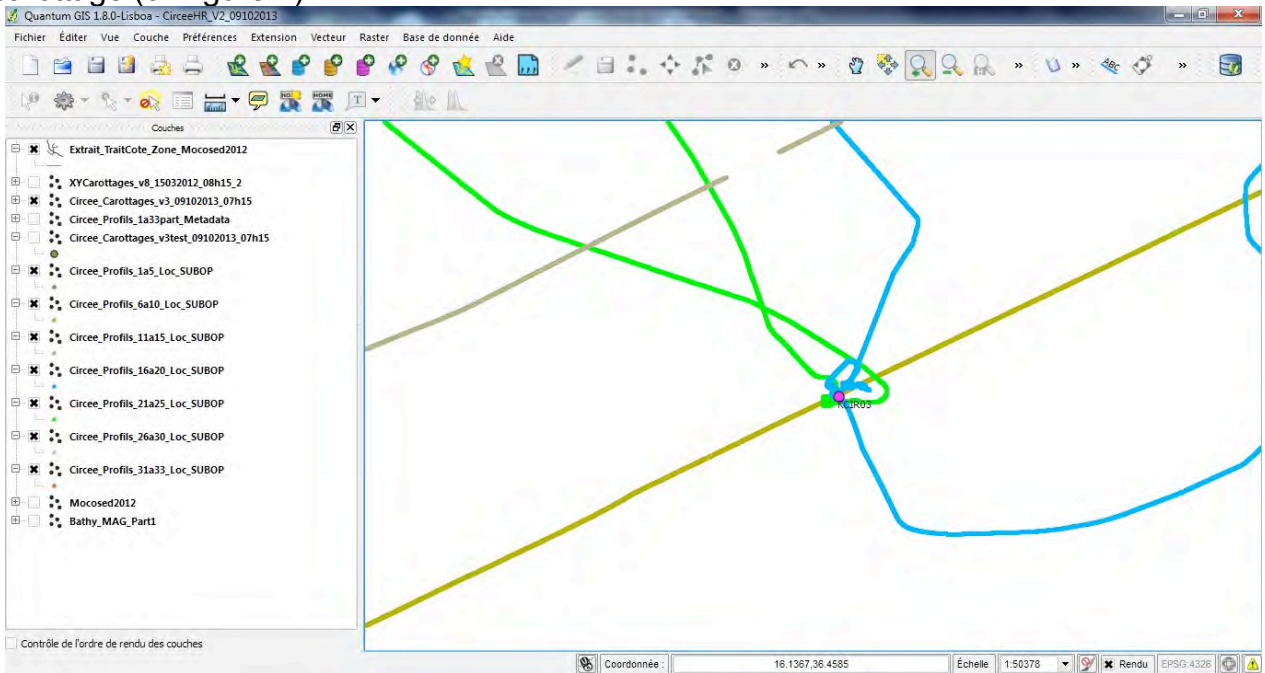 Quantum GIS 1.8.0-Lisboa - CirceeHR_V2_09102013
Fichier Éditer Vue Couche Préférences Extension Vecteur Raster Base de donnée Aide
Couches
Extrait_TraitCote_Zone_Mocosed2012
XYCarottages_v8_15032012_08h15_2
Circee_Carottages_v3_09102013_07h15
Circee_Profils_1a33part_Metadata
Circee_Carottages_v3test_09102013_07h15
Circee_Profils_1a5_Loc_SUBOP
Circee_Profils_6a10_Loc_SUBOP
Circee_Profils_11a15_Loc_SUBOP
Circee_Profils_16a20_Loc_SUBOP
Circee_Profils_21a25_Loc_SUBOP
Circee_Profils_26a30_Loc_SUBOP
Circee_Profils_31a33_Loc_SUBOP
Mocosed2012
Bathy_MAG_Part1
KCIR03
Contrôle de l'ordre de rendu des couches
Coordonnée : 16.1367,36.4585 Échelle 1:50378 Rendu EPSG:4326